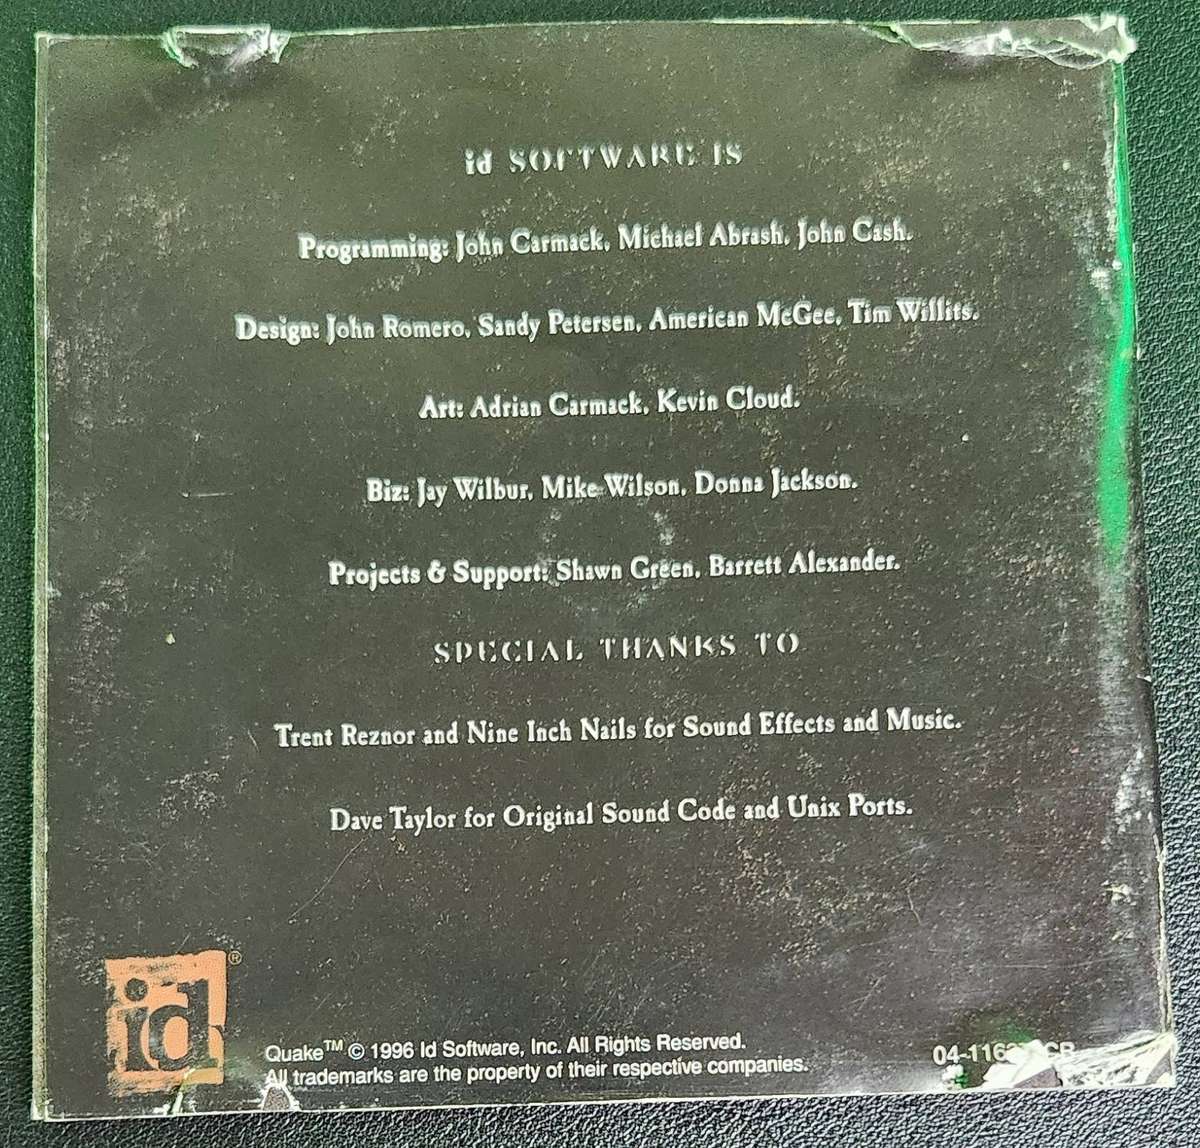 id SOFTWARE IS
Programming: John Carmack, Michael Abrash, John Cash.
Design: John Romero, Sandy Petersen, American McGee, Tim Willits.
Art: Adrian Carmack, Kevin Cloud.
Biz: Jay Wilbur, Mike Wilson, Donna Jackson.
Projects & Support: Shawn Green, Barrett Alexander.
SPECIAL THANKS TO
Trent Reznor and Nine Inch Nails for Sound Effects and Music.
Dave Taylor for Original Sound Code and Unix Ports.
id®
Quake™ © 1996 Id Software, Inc. All Rights Reserved.
All trademarks are the property of their respective companies.